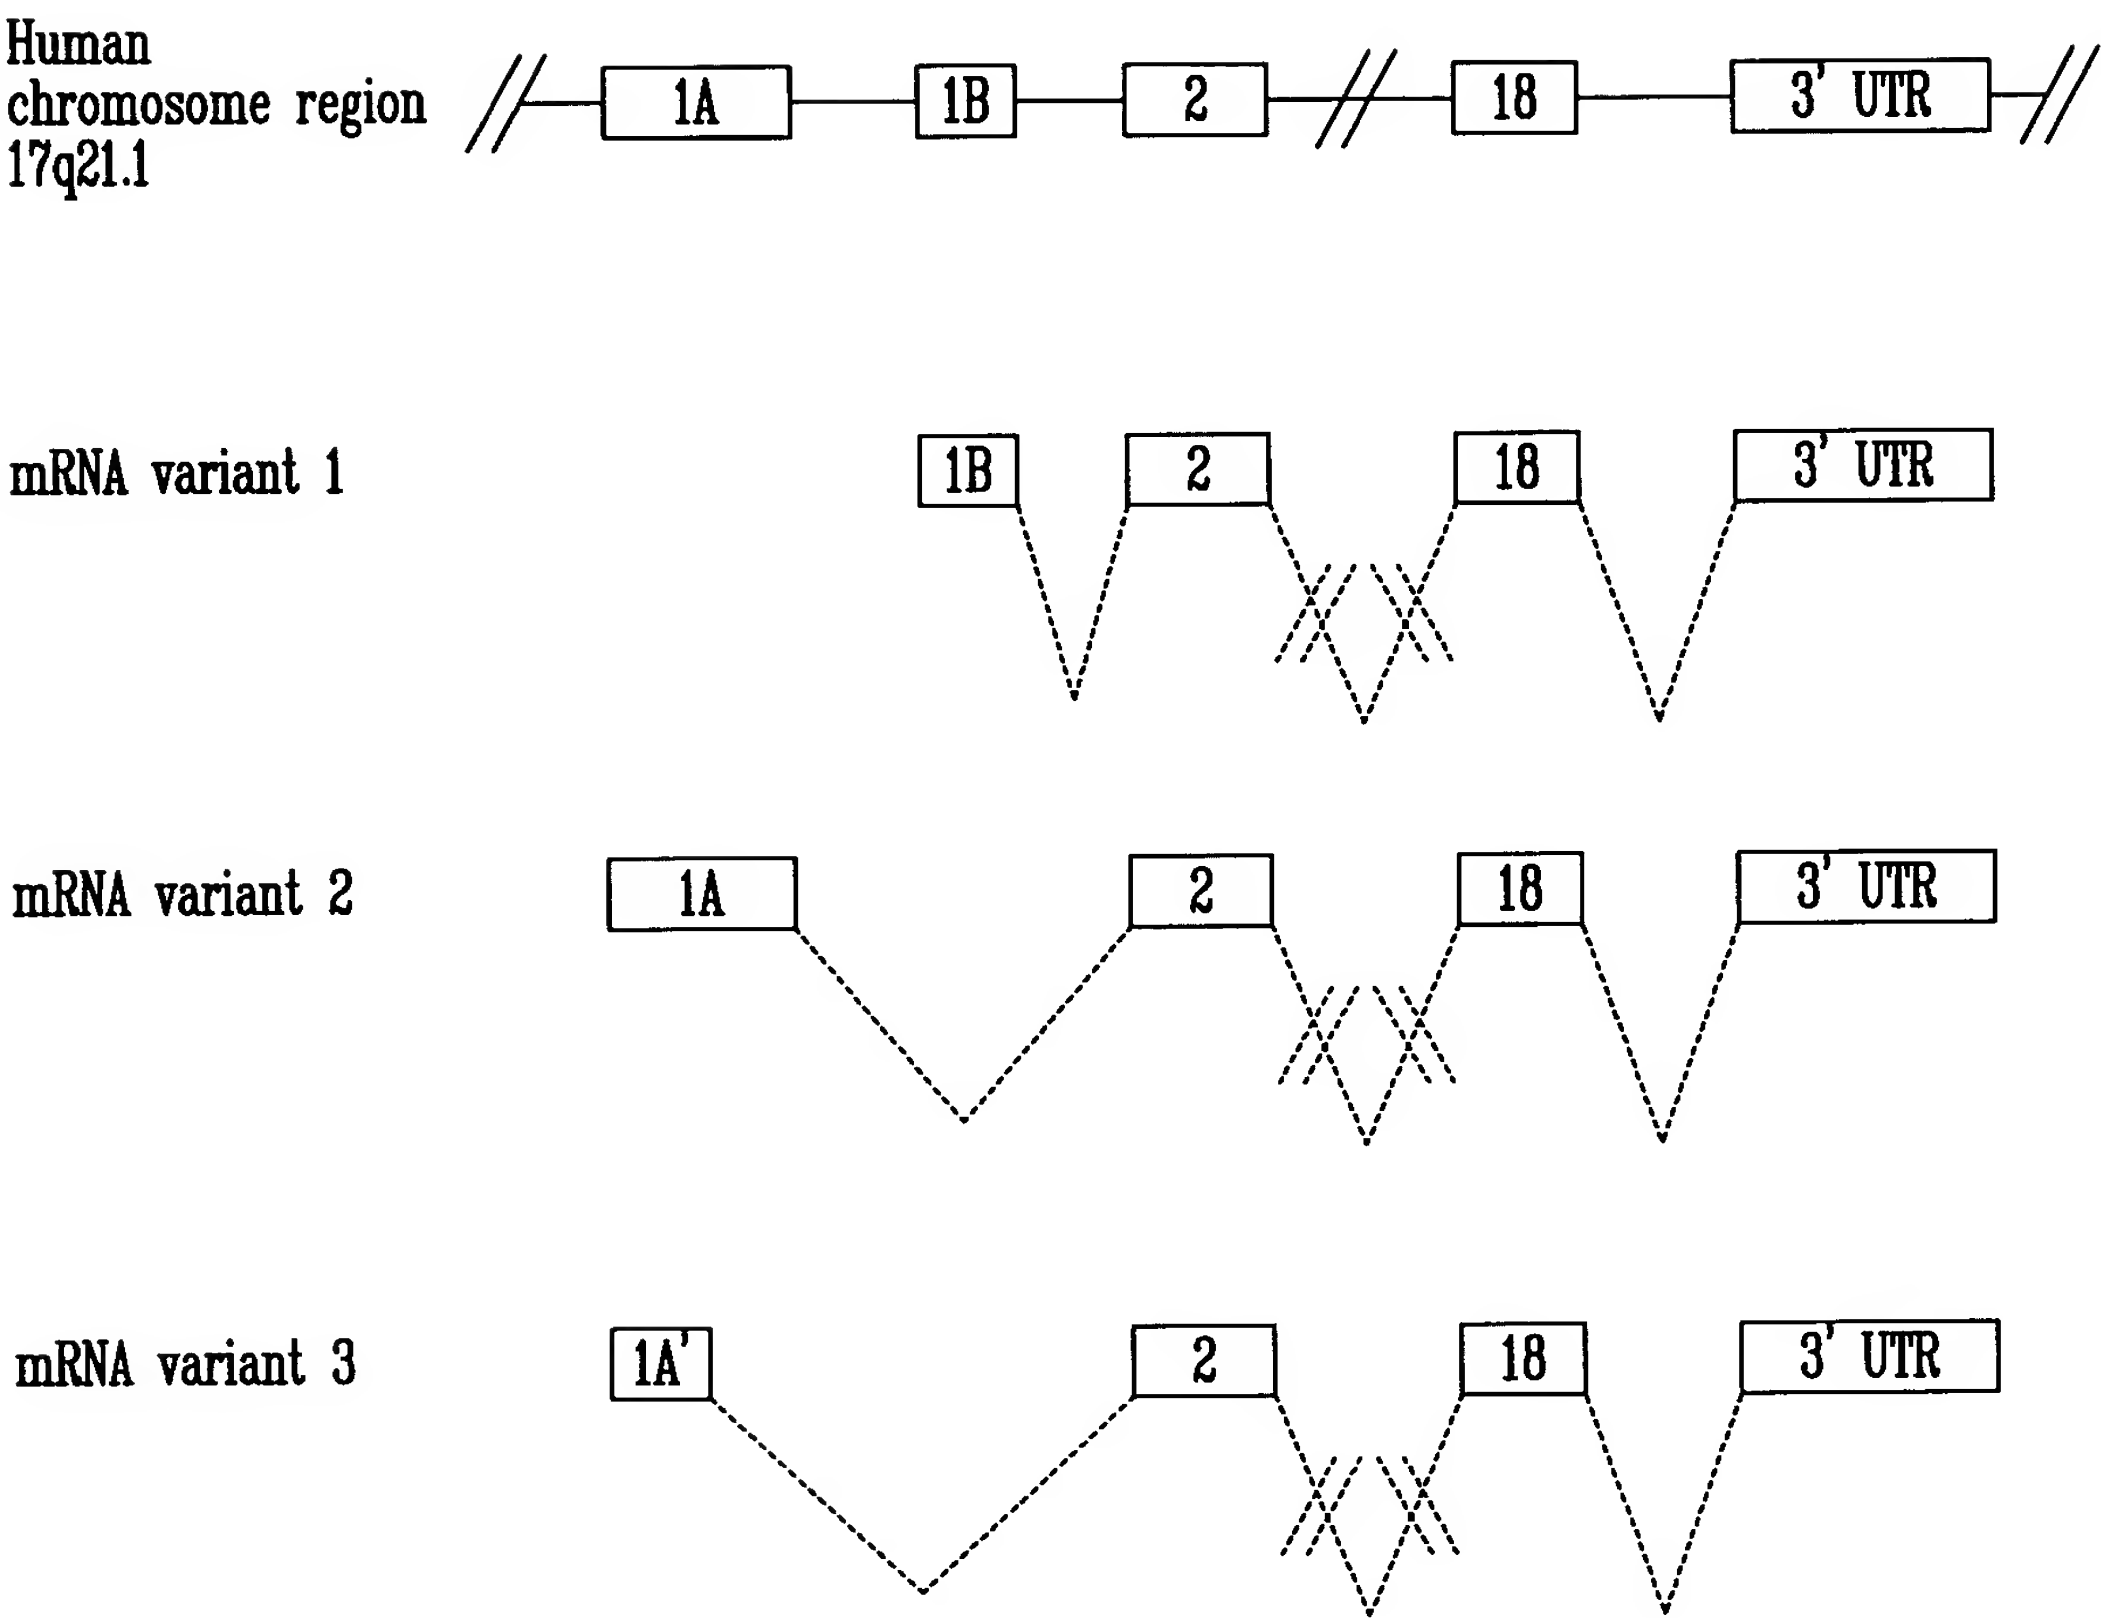 Human
chromosome region
17q21.1
1A 1B 2 18 3' UTR
mRNA variant 1
1B 2 18 3' UTR
mRNA variant 2
1A 2 18 3' UTR
mRNA variant 3
1A' 2 18 3' UTR